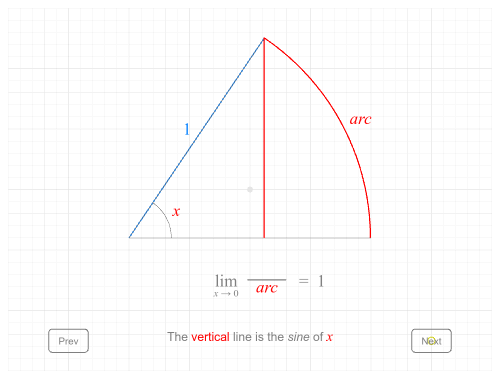 1
arc
x
lim
x → 0
arc
= 1
Prev
The vertical line is the sine of x
Next